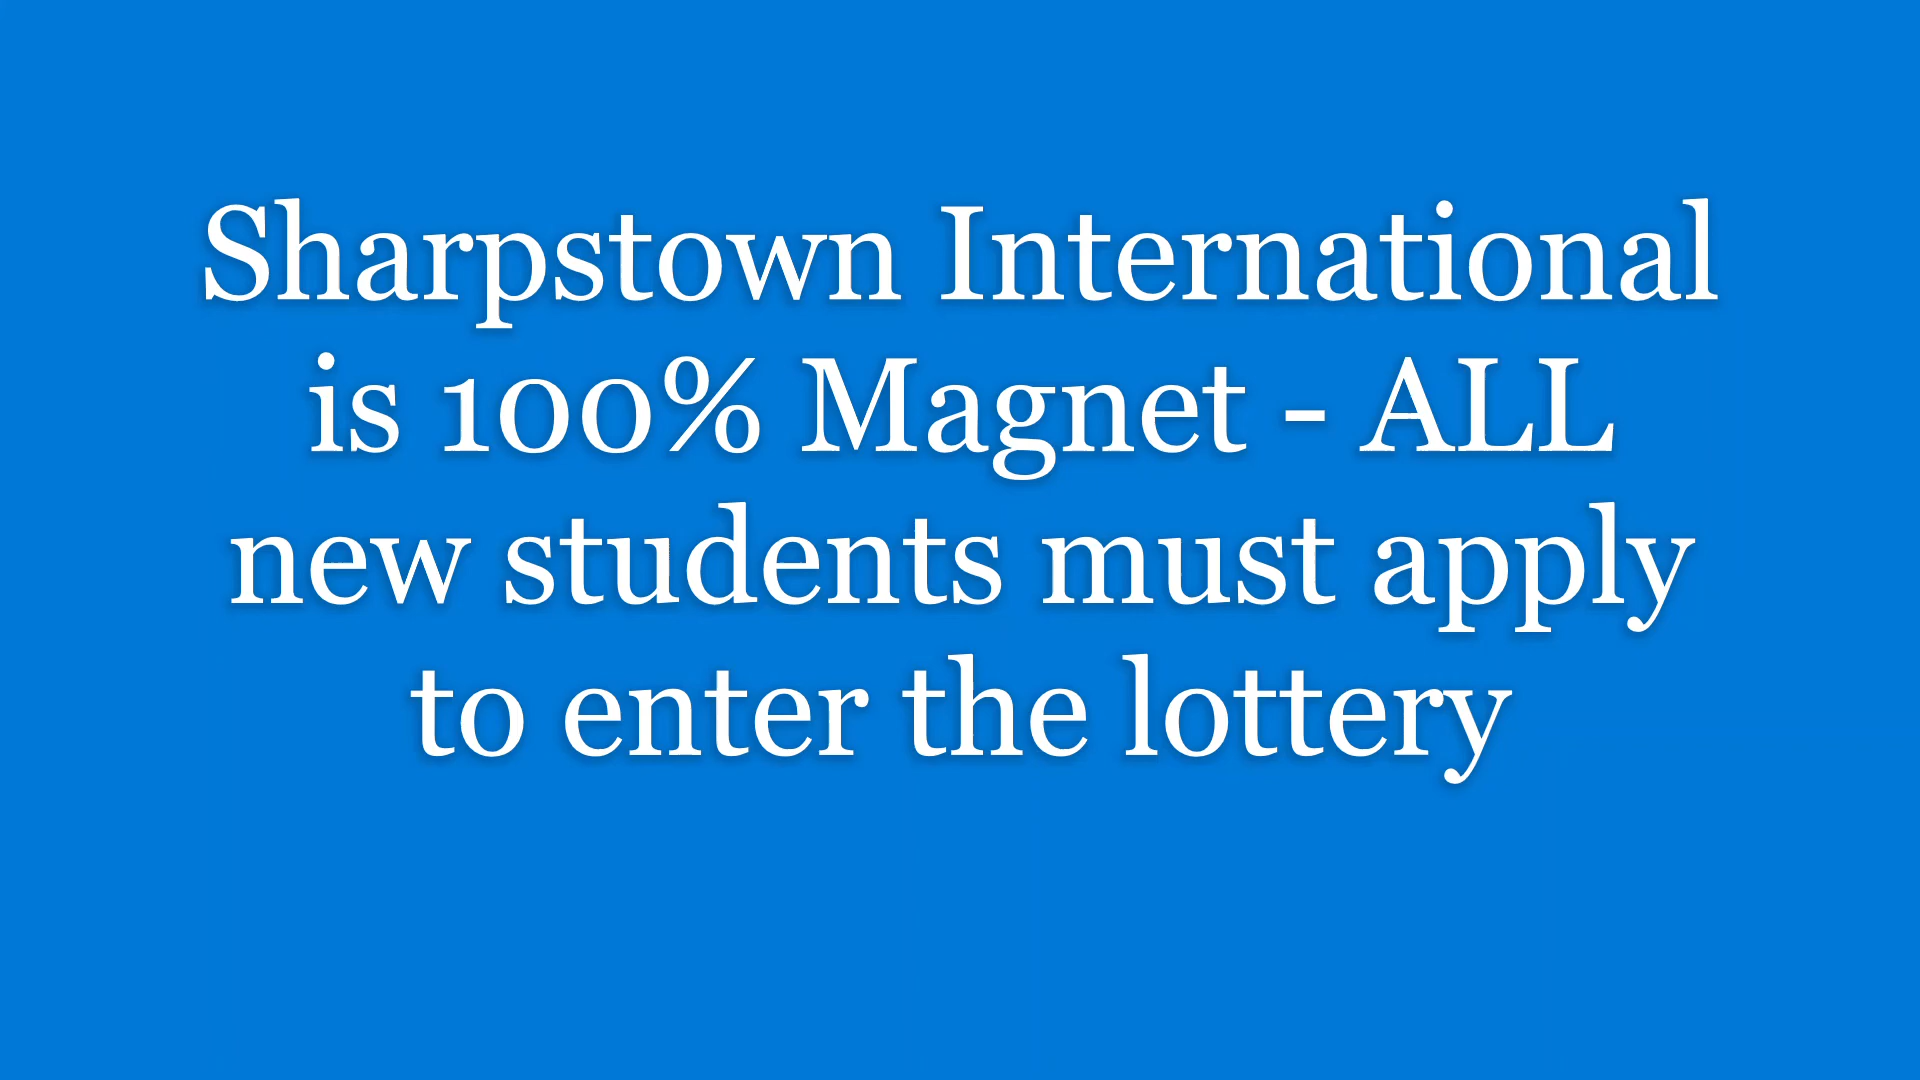 Sharpstown International
is 100% Magnet - ALL
new students must apply
to enter the lottery